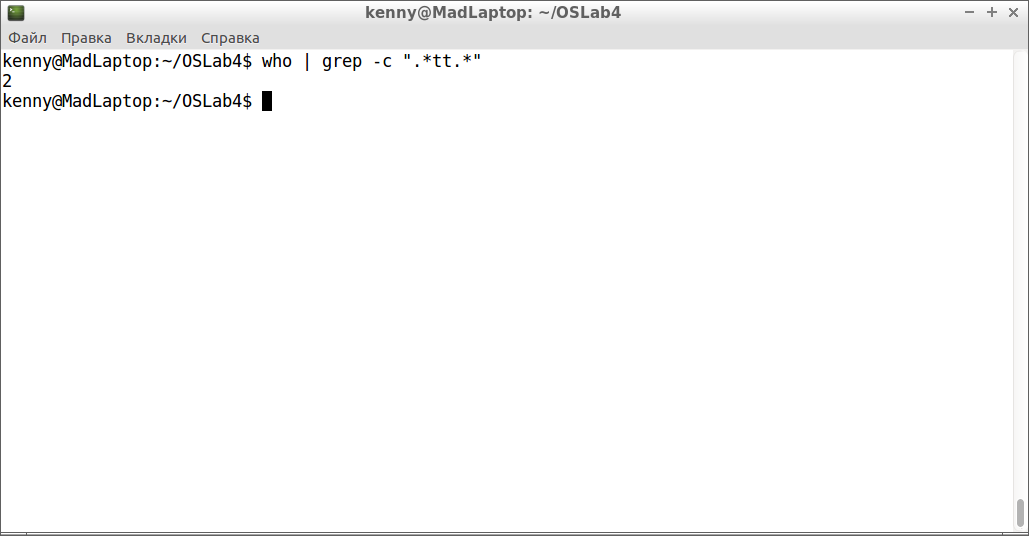 kenny@MadLaptop: ~/OSLab4
Файл Правка Вкладки Справка
kenny@MadLaptop:~/OSLab4$ who | grep -c ".*tt.*"
2
kenny@MadLaptop:~/OSLab4$